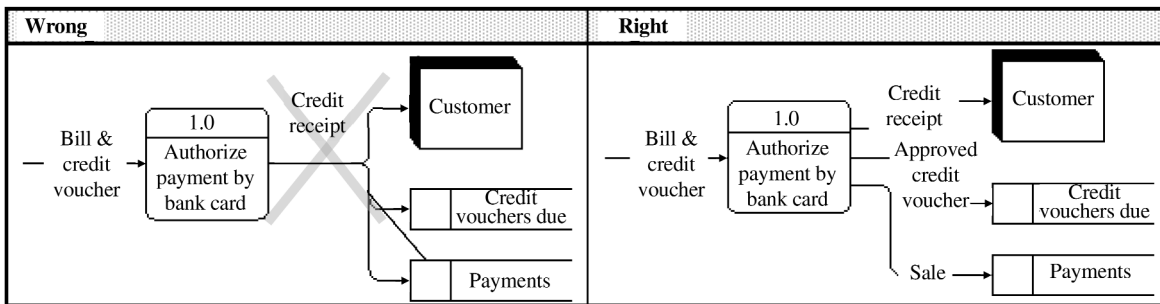 Wrong
Right
Credit
receipt
Customer
1.0
Bill &
credit
voucher
Authorize
payment by
bank card
Credit
vouchers due
Payments
Credit
receipt
Customer
1.0
Bill &
credit
voucher
Authorize
payment by
bank card
Approved
credit
voucher
Credit
vouchers due
Sale
Payments